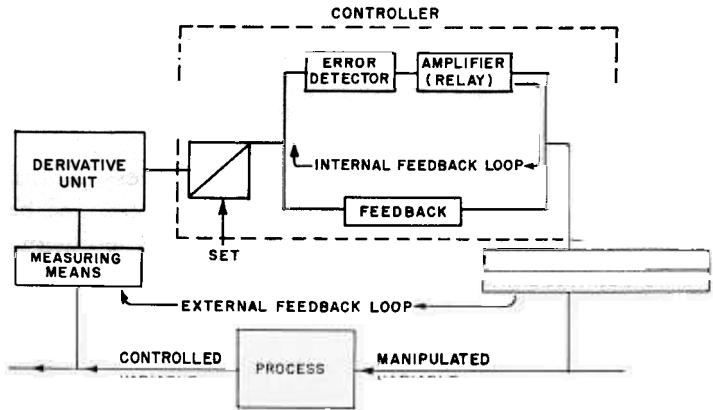 CONTROLLER
ERROR
DETECTOR
AMPLIFIER
(RELAY)
DERIVATIVE
UNIT
INTERNAL FEEDBACK LOOP
FEEDBACK
SET
MEASURING
MEANS
EXTERNAL FEEDBACK LOOP
CONTROLLED
PROCESS
MANIPULATED